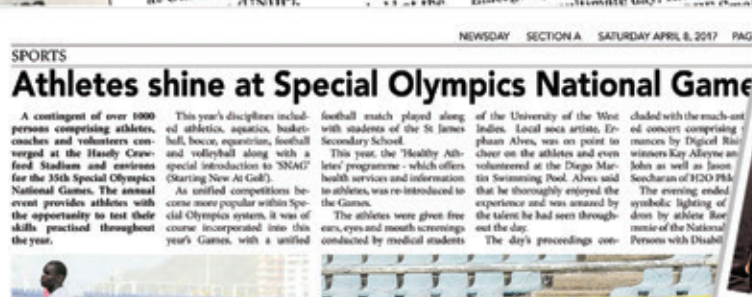 NEWSDAY SECTION A SATURDAY APRIL 8, 2017 PAG
SPORTS
Athletes shine at Special Olympics National Game
A contingent of over 1000
persons comprising athletes,
coaches and volunteers con-
verged at the Hasely Craw-
ford Stadium and environs
for the 35th Special Olympics
National Games. The annual
event provides athletes with
the opportunity to test their
skills practised throughout
the year.
This year's disciplines includ-
ed athletics, aquatics, basket-
ball, bocce, equestrian, football
and volleyball along with a
special introduction to 'SNAG'
(Starting New At Golf).
As unified competitions be-
come more popular within Spe-
cial Olympics system, it was of
course incorporated into this
year's Games, with a unified
football match played along
with students of the St James
Secondary School.
This year, the 'Healthy Ath-
letes' programme - which offers
health services and information
to athletes, was re-introduced to
the Games.
The athletes were given free
ears, eyes and mouth screenings
conducted by medical students
of the University of the West
Indies. Local soca artiste, Er-
phaan Alves, was on point to
cheer on the athletes and even
volunteered at the Diego Mar-
tin Swimming Pool. Alves said
that he thoroughly enjoyed the
experience and was amazed by
the talent he had seen through-
out the day.
The day's proceedings con-
cluded with the much-ant
ed concert comprising
mances by Digicel Risi
winners Kay Alleyne an
John as well as Jason
Seecharan of H2O Phl
The evening ended
symbolic lighting of
dron by athlete Ro
of the National
Persons with Disabil